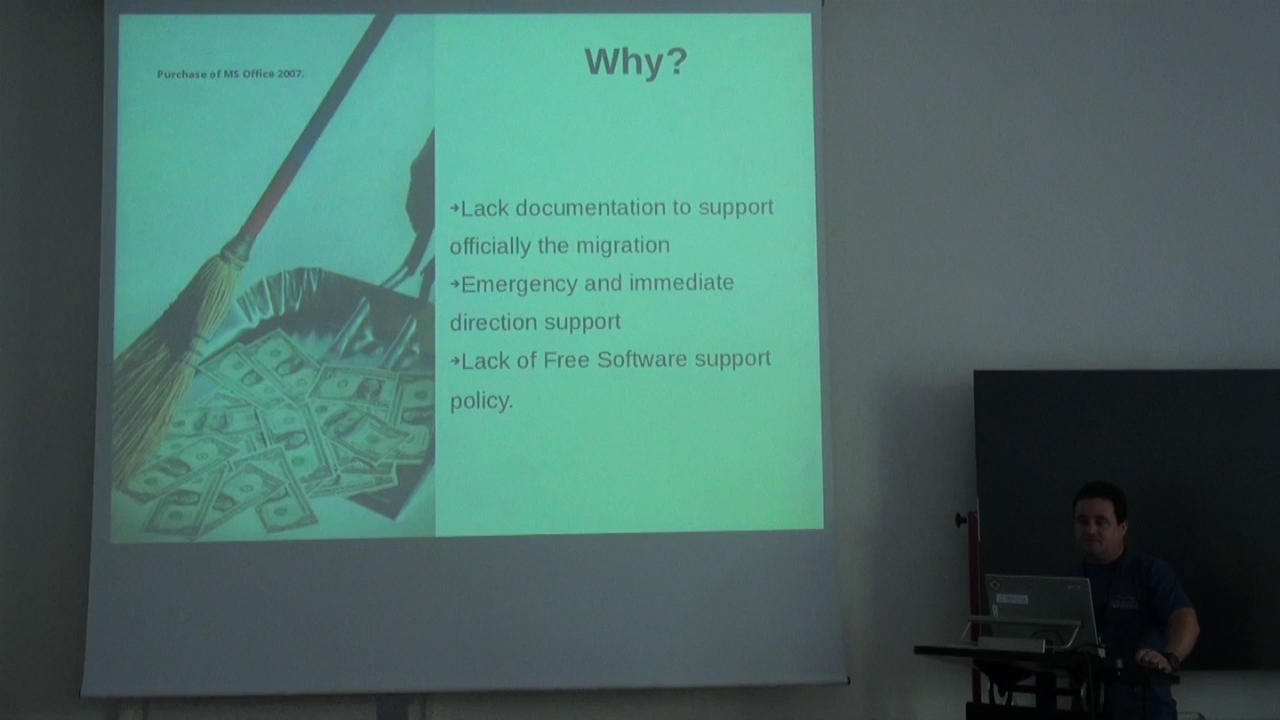 Purchase of MS Office 2007.
Why?
➔Lack documentation to support
officially the migration
➔Emergency and immediate
direction support
➔Lack of Free Software support
policy.